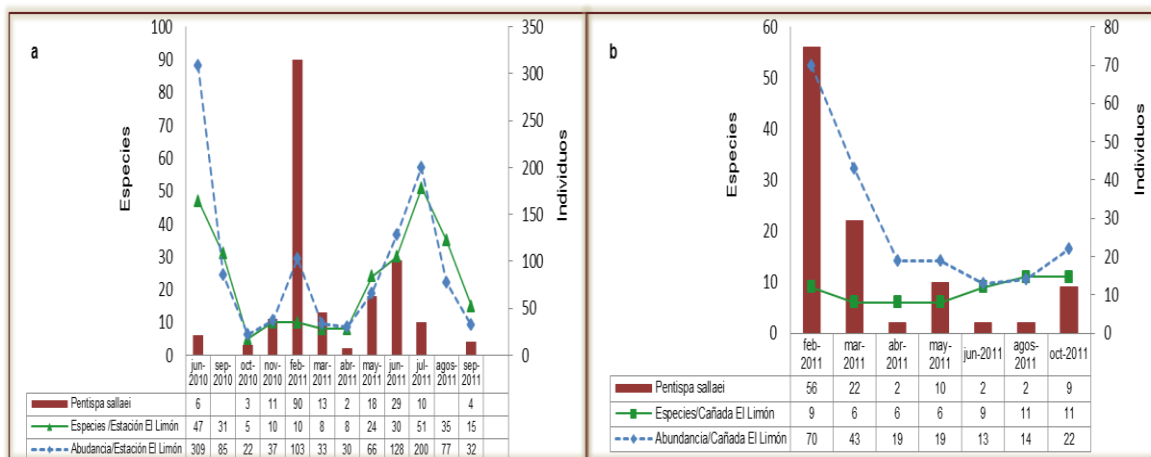 a
100
90
80
70
60
50
40
30
20
10
0
Especies
350
300
250
200
150
100
50
0
Individuos
jun-2010 sep-2010 oct-2010 nov-2010 feb-2011 mar-2011 abr-2011 may-2011 jun-2011 jul-2011 agos-2011 sep-2011
Pentispa sallaei 6 3 11 90 13 2 18 29 10 4
Especies /Estación El Limón 47 31 5 10 10 8 8 24 30 51 35 15
Abudancia/Estación El Limón 309 85 22 37 103 33 30 66 128 200 77 32
b
60
50
40
30
20
10
0
Especies
80
70
60
50
40
30
20
10
0
Individuos
feb-2011 mar-2011 abr-2011 may-2011 jun-2011 agos-2011 oct-2011
Pentispa sallaei 56 22 2 10 2 2 9
Especies/Cañada El Limón 9 6 6 6 9 11 11
Abundancia/Cañada El Limón 70 43 19 19 13 14 22